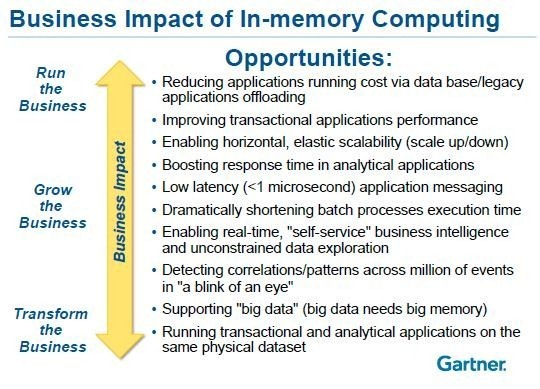 Business Impact of In-memory Computing
Opportunities:
Run
the
Business
Grow
the
Business
Transform
the
Business
Business Impact
• Reducing applications running cost via data base/legacy
applications offloading
• Improving transactional applications performance
• Enabling horizontal, elastic scalability (scale up/down)
• Boosting response time in analytical applications
• Low latency (<1 microsecond) application messaging
• Dramatically shortening batch processes execution time
• Enabling real-time, "self-service" business intelligence
and unconstrained data exploration
• Detecting correlations/patterns across million of events
in "a blink of an eye"
• Supporting "big data" (big data needs big memory)
• Running transactional and analytical applications on the
same physical dataset
Gartner.